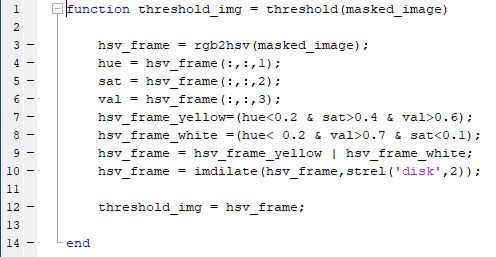 1 function threshold_img = threshold(masked_image)
2
3 - hsv_frame = rgb2hsv(masked_image);
4 - hue = hsv_frame(:,:,1);
5 - sat = hsv_frame(:,:,2);
6 - val = hsv_frame(:,:,3);
7 - hsv_frame_yellow=(hue<0.2 & sat>0.4 & val>0.6);
8 - hsv_frame_white =(hue< 0.2 & val>0.7 & sat<0.1);
9 - hsv_frame = hsv_frame_yellow | hsv_frame_white;
10 - hsv_frame = imdilate(hsv_frame,strel('disk',2));
11
12 - threshold_img = hsv_frame;
13
14 - end